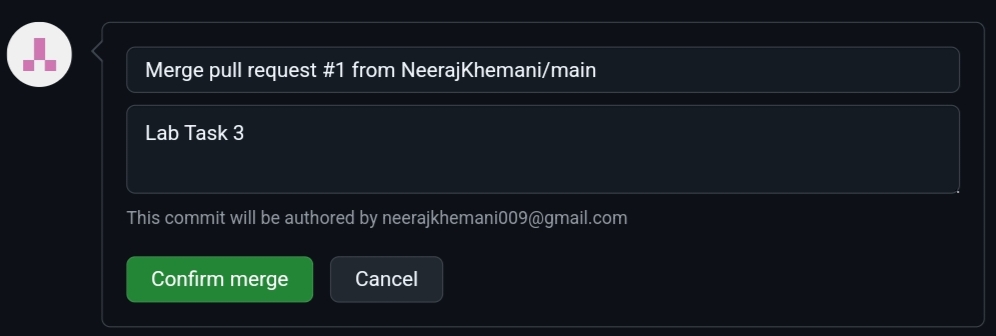 Merge pull request #1 from NeerajKhemani/main
Lab Task 3
This commit will be authored by neerajkhemani009@gmail.com
Confirm merge
Cancel